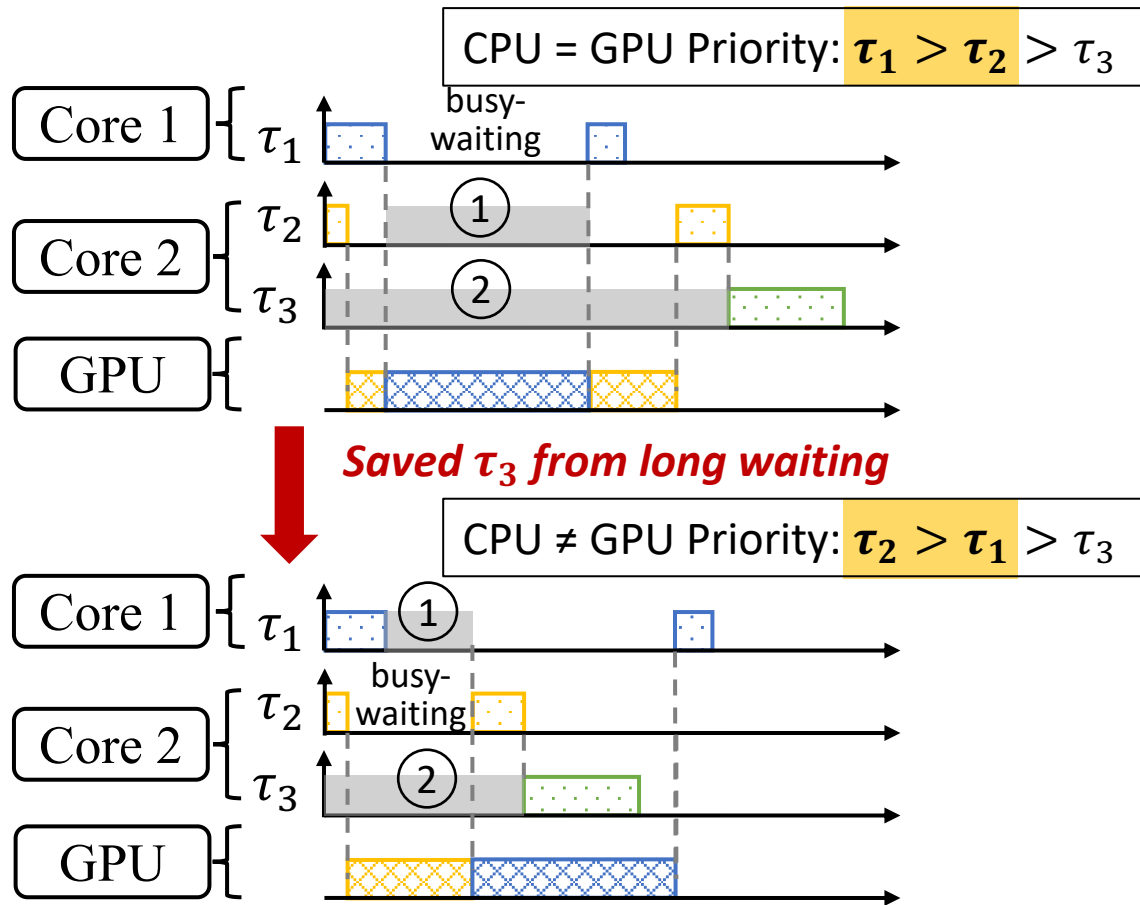 CPU = GPU Priority: τ₁ > τ₂ > τ₃
Core 1
τ₁
busy-
waiting
Core 2
τ₂
①
τ₃
②
GPU
Saved τ₃ from long waiting
CPU ≠ GPU Priority: τ₂ > τ₁ > τ₃
Core 1
τ₁
①
Core 2
τ₂
busy-
waiting
τ₃
②
GPU